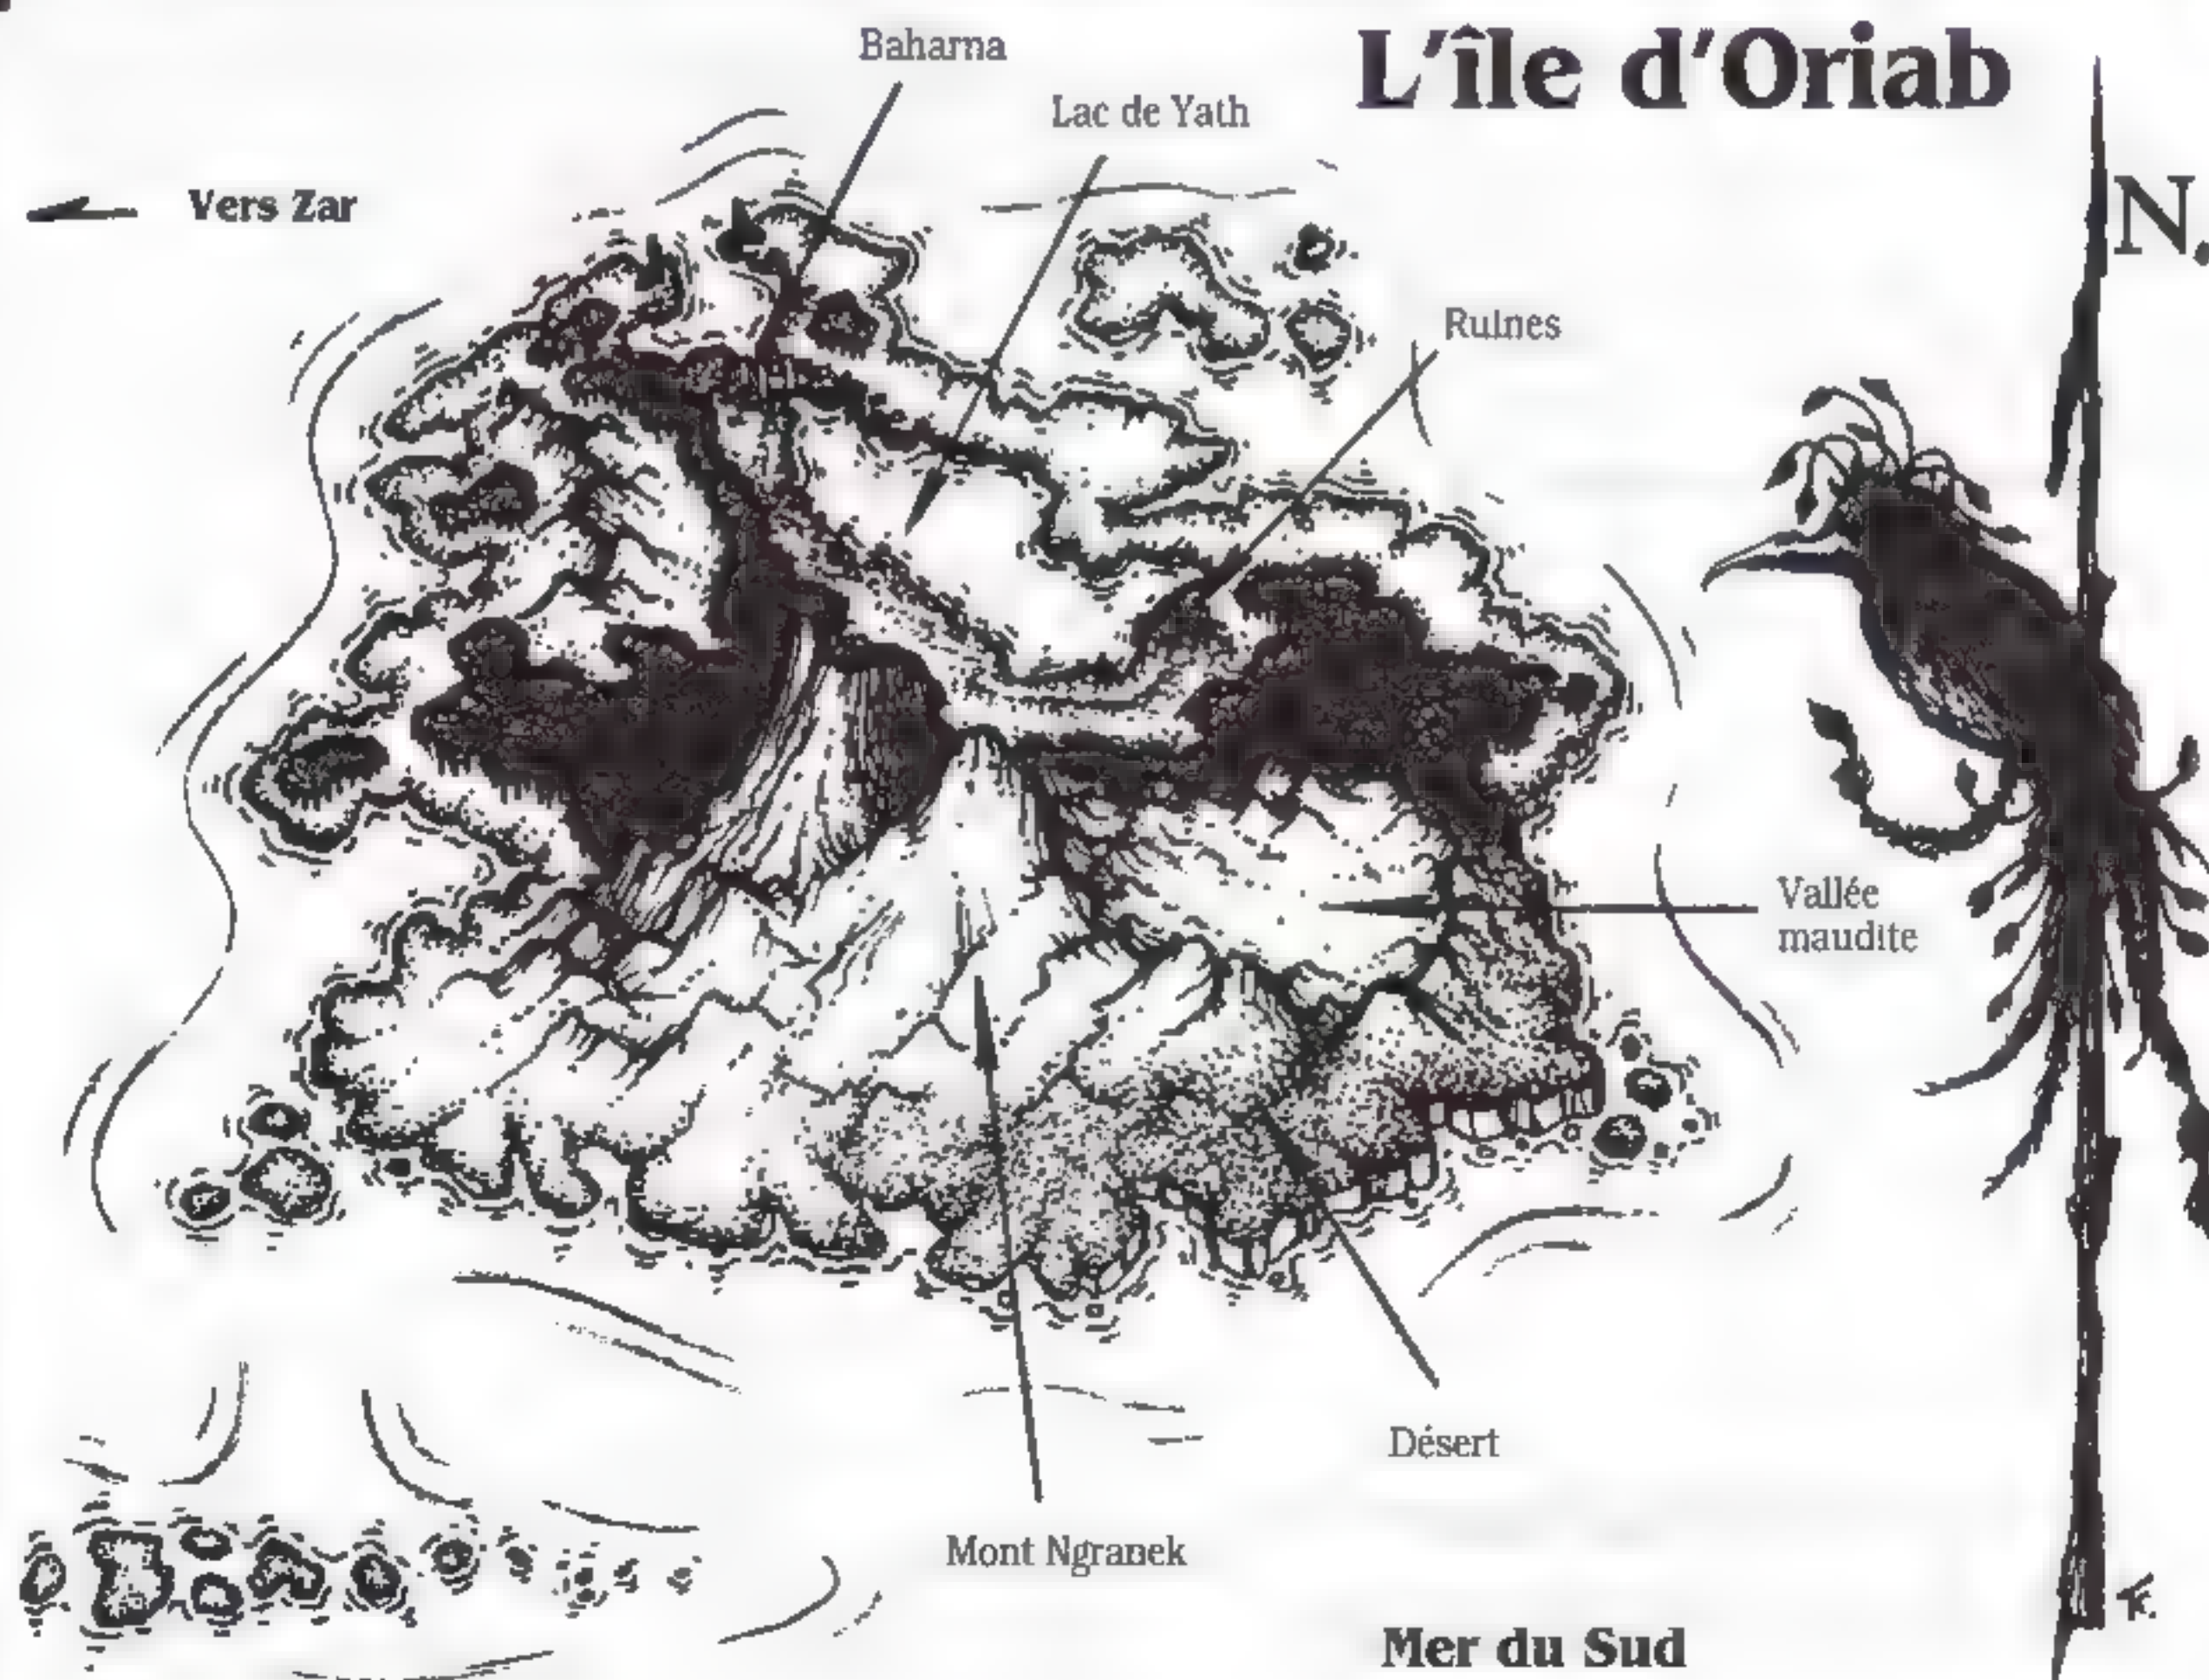 L'île d'Oriab
Baharna
Lac de Yath
Vers Zar
N.
Ruines
Vallée
maudite
Désert
Mont Ngranek
Mer du Sud